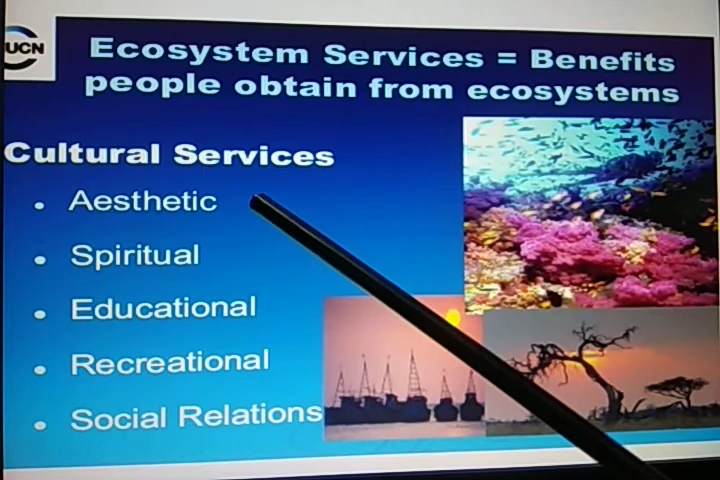 UCN
Ecosystem Services = Benefits
people obtain from ecosystems
Cultural Services
• Aesthetic
• Spiritual
• Educational
• Recreational
• Social Relations